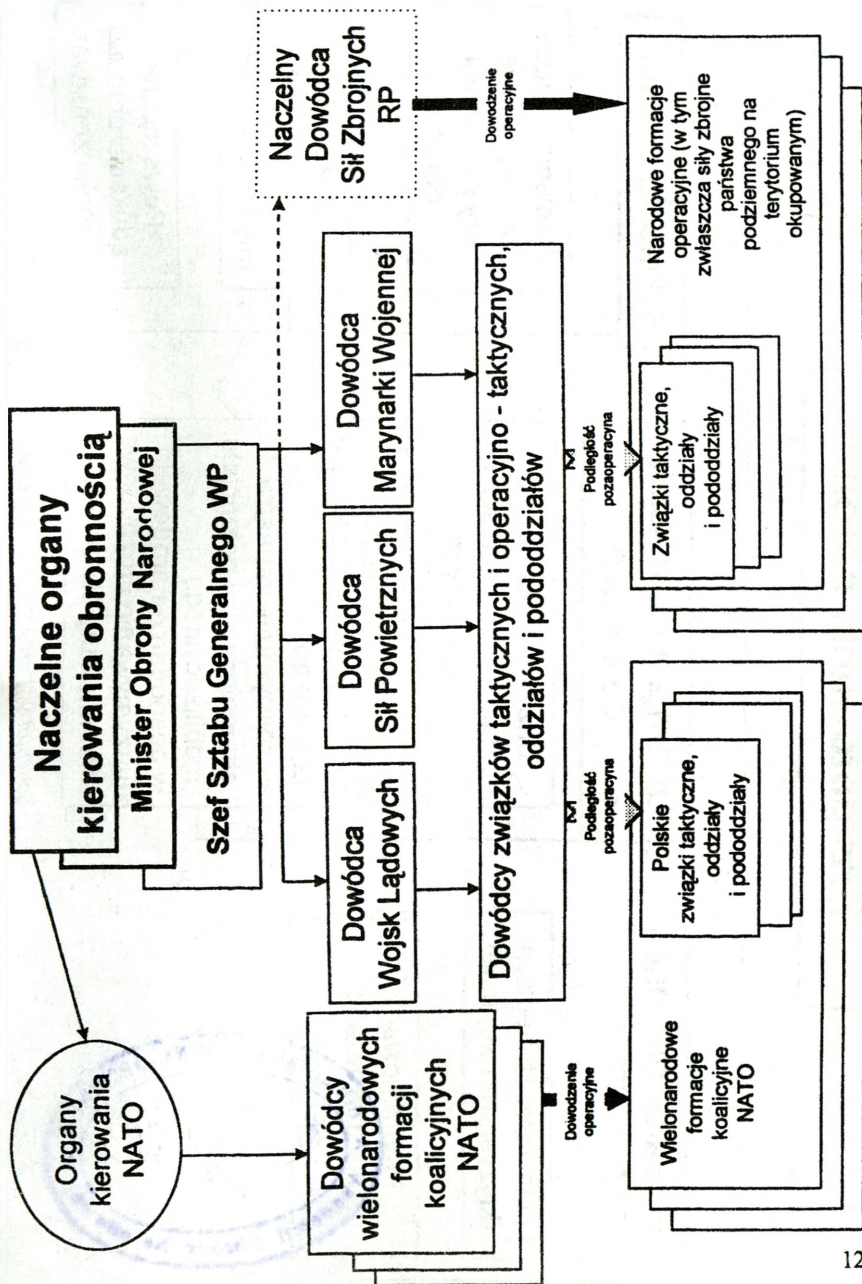 Naczelne organy
kierowania obronnością
Minister Obrony Narodowej
Szef Sztabu Generalnego WP
Organy
kierowania
NATO
Dowódcy
wielonarodowych
formacji
koalicyjnych
NATO
Dowódca
Wojsk Lądowych
Dowódca
Sił Powietrznych
Dowódca
Marynarki Wojennej
Naczelny
Dowódca
Sił Zbrojnych
RP
Dowódcy związków taktycznych i operacyjno - taktycznych,
oddziałów i pododdziałów
Dowodzenie
operacyjne
Podległość
pozaoperacyjna
Podległość
pozaoperacyjna
Dowodzenie
operacyjne
Wielonarodowe
formacje
koalicyjne
NATO
Polskie
związki taktyczne,
oddziały
i pododdziały
Związki taktyczne,
oddziały
i pododdziały
Narodowe formacje
operacyjne (w tym
zwłaszcza siły zbrojne
państwa
podziemnego na
terytorium
okupowanym)
12